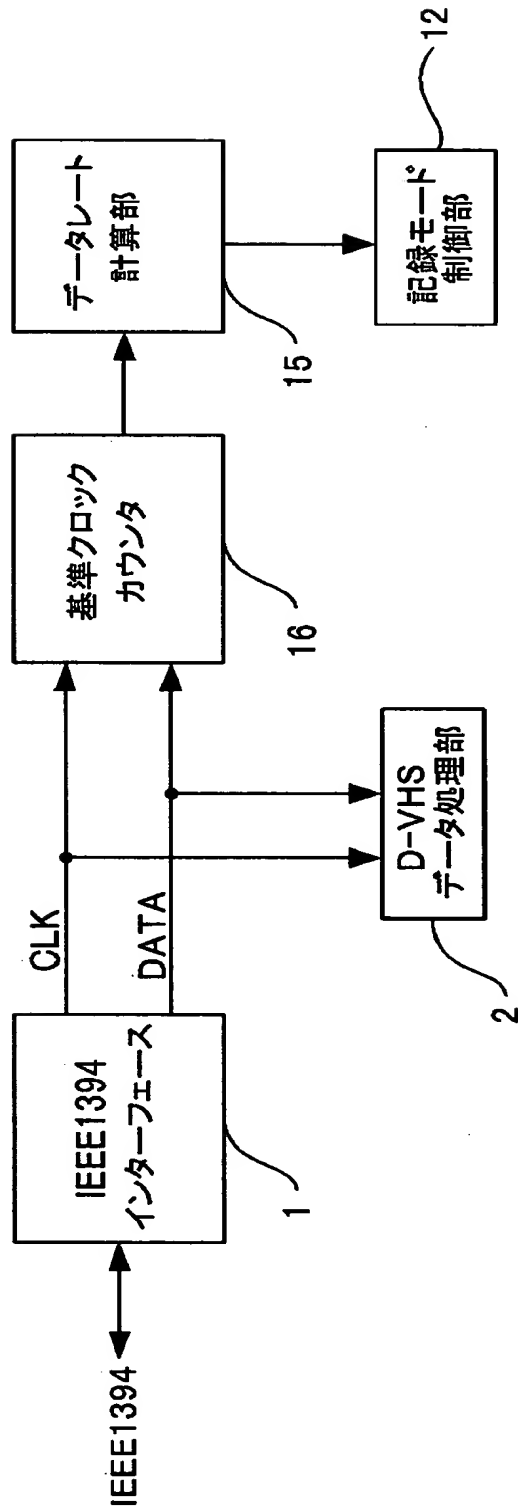 IEEE1394
IEEE1394
インターフェース
1
CLK
DATA
D-VHS
データ処理部
2
基準クロック
カウンタ
16
データレート
計算部
15
記録モード
制御部
12